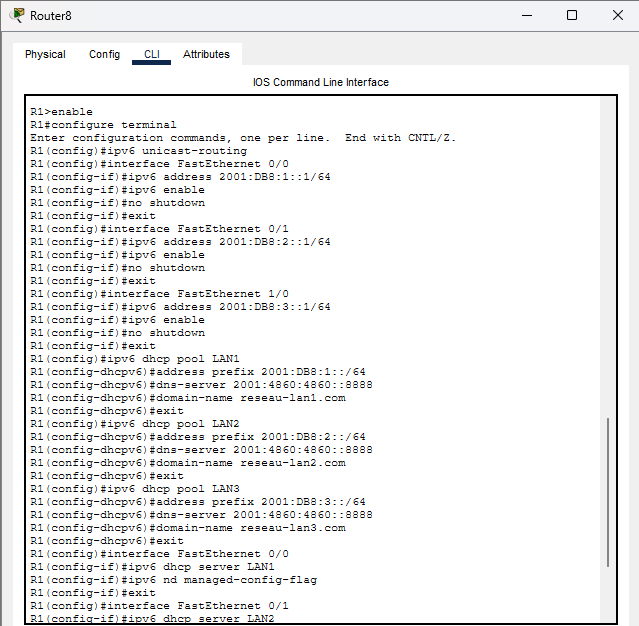 Router8
Physical Config CLI Attributes
IOS Command Line Interface
R1>enable
R1#configure terminal
Enter configuration commands, one per line.  End with CNTL/Z.
R1(config)#ipv6 unicast-routing
R1(config)#interface FastEthernet 0/0
R1(config-if)#ipv6 address 2001:DB8:1::1/64
R1(config-if)#ipv6 enable
R1(config-if)#no shutdown
R1(config-if)#exit
R1(config)#interface FastEthernet 0/1
R1(config-if)#ipv6 address 2001:DB8:2::1/64
R1(config-if)#ipv6 enable
R1(config-if)#no shutdown
R1(config-if)#exit
R1(config)#interface FastEthernet 1/0
R1(config-if)#ipv6 address 2001:DB8:3::1/64
R1(config-if)#ipv6 enable
R1(config-if)#no shutdown
R1(config-if)#exit
R1(config)#ipv6 dhcp pool LAN1
R1(config-dhcpv6)#address prefix 2001:DB8:1::/64
R1(config-dhcpv6)#dns-server 2001:4860:4860::8888
R1(config-dhcpv6)#domain-name reseau-lan1.com
R1(config-dhcpv6)#exit
R1(config)#ipv6 dhcp pool LAN2
R1(config-dhcpv6)#address prefix 2001:DB8:2::/64
R1(config-dhcpv6)#dns-server 2001:4860:4860::8888
R1(config-dhcpv6)#domain-name reseau-lan2.com
R1(config-dhcpv6)#exit
R1(config)#ipv6 dhcp pool LAN3
R1(config-dhcpv6)#address prefix 2001:DB8:3::/64
R1(config-dhcpv6)#dns-server 2001:4860:4860::8888
R1(config-dhcpv6)#domain-name reseau-lan3.com
R1(config-dhcpv6)#exit
R1(config)#interface FastEthernet 0/0
R1(config-if)#ipv6 dhcp server LAN1
R1(config-if)#ipv6 nd managed-config-flag
R1(config-if)#exit
R1(config)#interface FastEthernet 0/1
R1(config-if)#ipv6 dhcp server LAN2